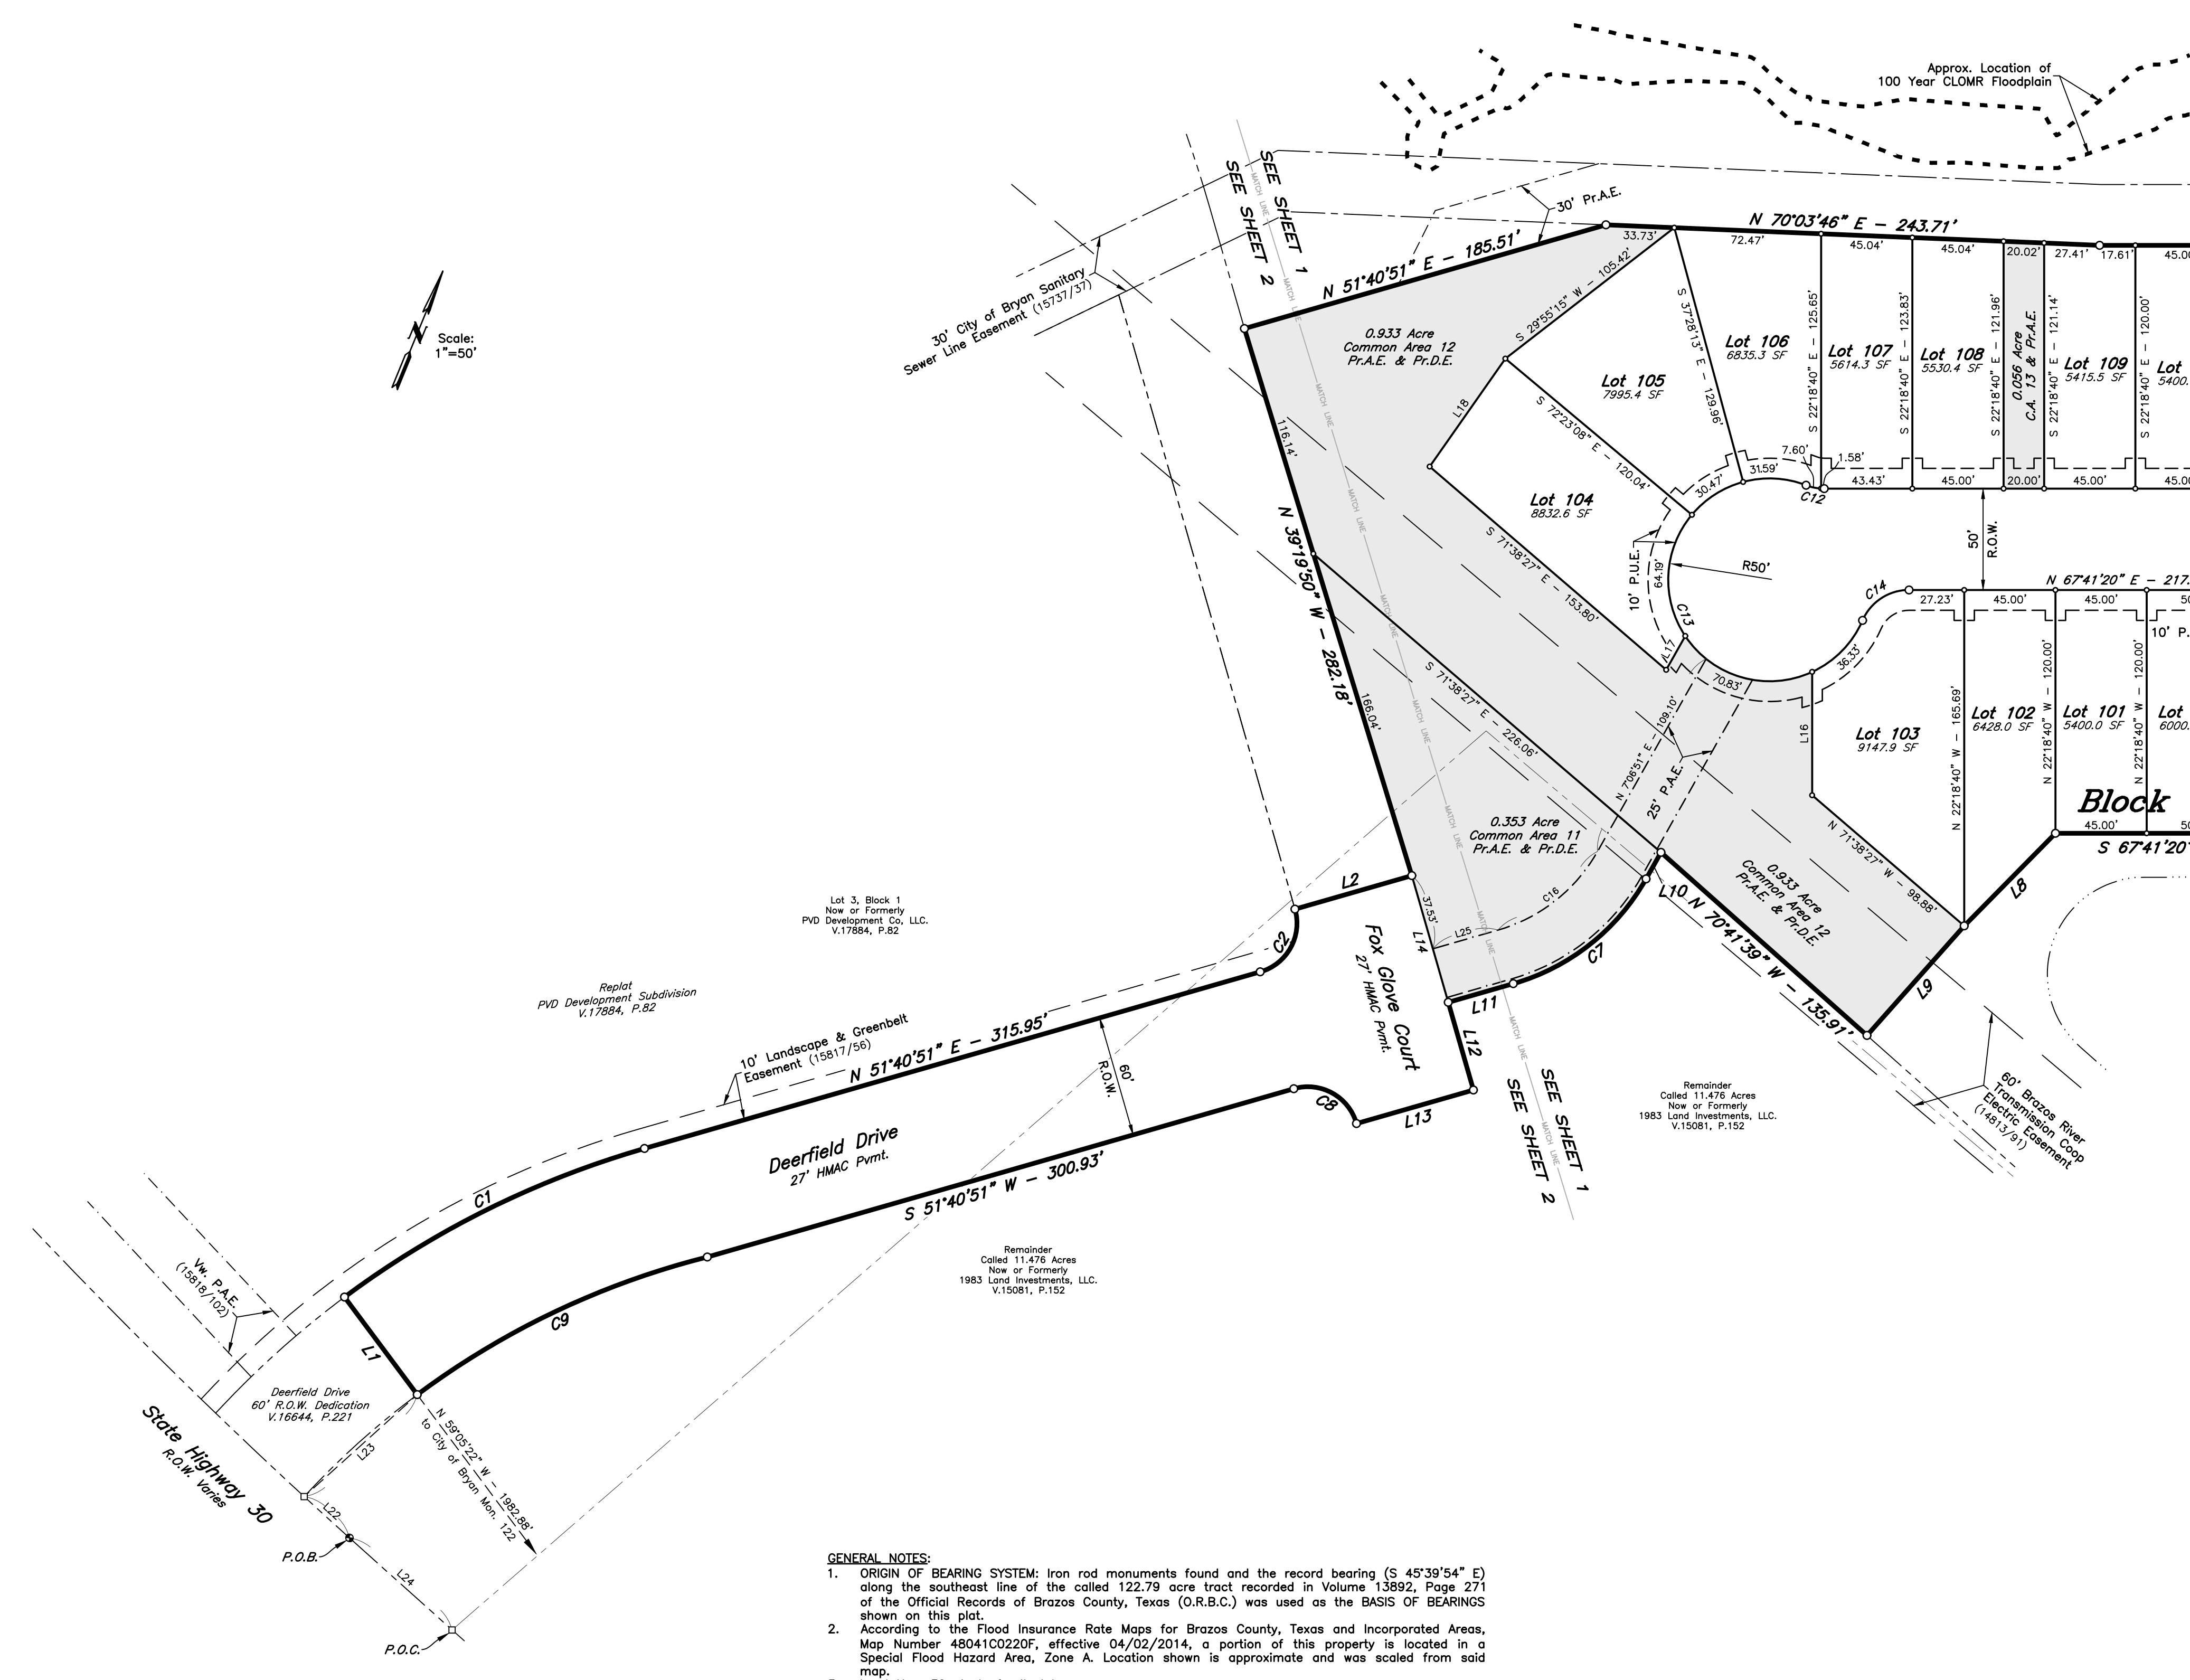 Approx. Location of
100 Year CLOMR Floodplain
SEE SHEET 1
MATCH LINE
SEE SHEET 2
30' Pr.A.E.
N 70°03'46" E - 243.71'
33.73'
72.47'
45.04'
45.04'
20.02'
27.41'
17.61'
N 51°40'51" E - 185.51'
S 29°55'15" W - 105.42'
30' City of Bryan Sanitary
Sewer Line Easement (15737/37)
Scale:
1"=50'
N
0.933 Acre
Common Area 12
Pr.A.E. & Pr.D.E.
S 37°28'13" E - 129.96'
Lot 106
6835.3 SF
S 22°18'40" E - 125.65'
Lot 107
5614.3 SF
S 22°18'40" E - 123.83'
Lot 108
5530.4 SF
S 22°18'40" E - 121.96'
0.056 Acre
C.A. 13 & Pr.A.E.
S 22°18'40" E - 121.14'
Lot 109
5415.5 SF
S 22°18'40" E - 120.00'
Lot
5400.
Lot 105
7995.4 SF
L18
S 72°23'08" E - 120.04'
116.14'
7.60'
1.58'
31.59'
30.47'
C12
43.43'
45.00'
20.00'
45.00'
Lot 104
8832.6 SF
N 39°19'50" W - 282.18'
S 71°38'27" E - 153.80'
10' P.U.E.
64.19'
R50'
50'
R.O.W.
C13
C14
N 67°41'20" E - 217.
27.23'
45.00'
45.00'
10' P.
L17
70.83'
36.33'
S 71°38'27" E - 226.06'
166.04'
N 7°06'51" E - 109.10'
25' P.A.E.
L16
Lot 103
9147.9 SF
N 22°18'40" W - 165.69'
Lot 102
6428.0 SF
N 22°18'40" W - 120.00'
Lot 101
5400.0 SF
N 22°18'40" W - 120.00'
Lot
6000.
Block
45.00'
S 67°41'20"
0.353 Acre
Common Area 11
Pr.A.E. & Pr.D.E.
N 71°38'27" W - 98.88'
0.933 Acre
Common Area 12
Pr.A.E. & Pr.D.E.
L8
L9
L10
N 70°41'39" W - 135.91'
C16
L25
C7
L11
L2
37.53'
L14
C2
Fox Glove Court
27' HMAC Pvmt.
L12
Lot 3, Block 1
Now or Formerly
PVD Development Co, LLC.
V.17884, P.82
Replat
PVD Development Subdivision
V.17884, P.82
10' Landscape & Greenbelt
Easement (15817/56)
N 51°40'51" E - 315.95'
60'
R.O.W.
C8
L13
SEE SHEET 1
MATCH LINE
SEE SHEET 2
Remainder
Called 11.476 Acres
Now or Formerly
1983 Land Investments, LLC.
V.15081, P.152
60' Brazos River
Transmission Coop
Electric Easement
(14813/91)
Deerfield Drive
27' HMAC Pvmt.
C1
S 51°40'51" W - 300.93'
Remainder
Called 11.476 Acres
Now or Formerly
1983 Land Investments, LLC.
V.15081, P.152
C9
Vw. P.A.E.
(15818/102)
L1
Deerfield Drive
60' R.O.W. Dedication
V.16644, P.221
State Highway 30
R.O.W. Varies
L23
N 59°05'22" W - 1982.88'
to City of Bryan Mon. 122
L22
P.O.B.
L24
P.O.C.
GENERAL NOTES:
1. ORIGIN OF BEARING SYSTEM: Iron rod monuments found and the record bearing (S 45°39'54" E)
along the southeast line of the called 122.79 acre tract recorded in Volume 13892, Page 271
of the Official Records of Brazos County, Texas (O.R.B.C.) was used as the BASIS OF BEARINGS
shown on this plat.
2. According to the Flood Insurance Rate Maps for Brazos County, Texas and Incorporated Areas,
Map Number 48041C0220F, effective 04/02/2014, a portion of this property is located in a
Special Flood Hazard Area, Zone A. Location shown is approximate and was scaled from said
map.